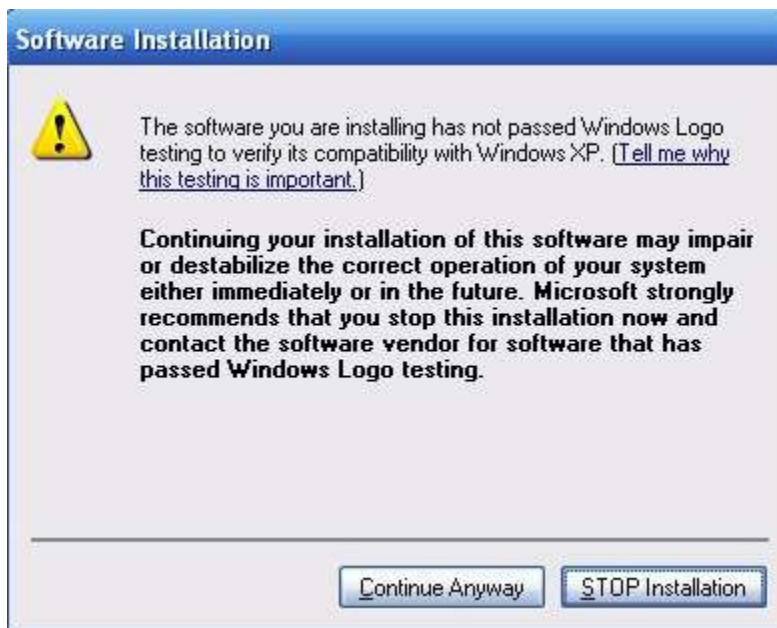 Software Installation
The software you are installing has not passed Windows Logo
testing to verify its compatibility with Windows XP. (Tell me why
this testing is important.)
Continuing your installation of this software may impair
or destabilize the correct operation of your system
either immediately or in the future. Microsoft strongly
recommends that you stop this installation now and
contact the software vendor for software that has
passed Windows Logo testing.
Continue Anyway
STOP Installation